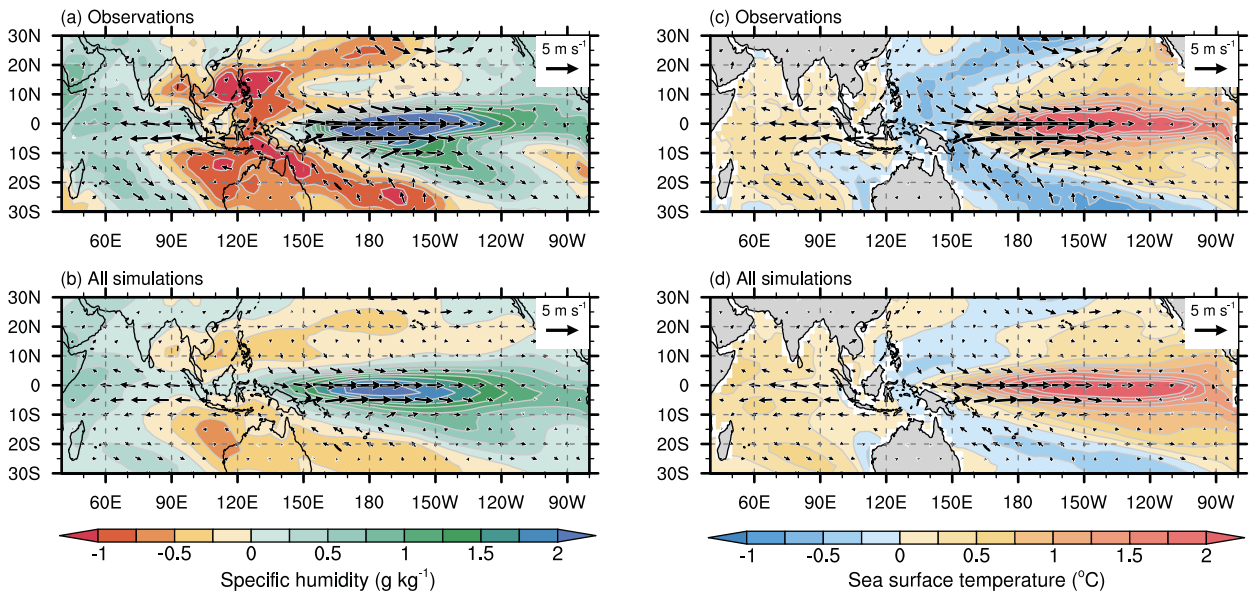 (a) Observations
30N
20N
10N
0
10S
20S
30S
5 m s⁻¹
60E 90E 120E 150E 180 150W 120W 90W
(c) Observations
30N
20N
10N
0
10S
20S
30S
5 m s⁻¹
60E 90E 120E 150E 180 150W 120W 90W
(b) All simulations
30N
20N
10N
0
10S
20S
30S
5 m s⁻¹
60E 90E 120E 150E 180 150W 120W 90W
(d) All simulations
30N
20N
10N
0
10S
20S
30S
5 m s⁻¹
60E 90E 120E 150E 180 150W 120W 90W
-1 -0.5 0 0.5 1 1.5 2
Specific humidity (g kg⁻¹)
-1 -0.5 0 0.5 1 1.5 2
Sea surface temperature (°C)